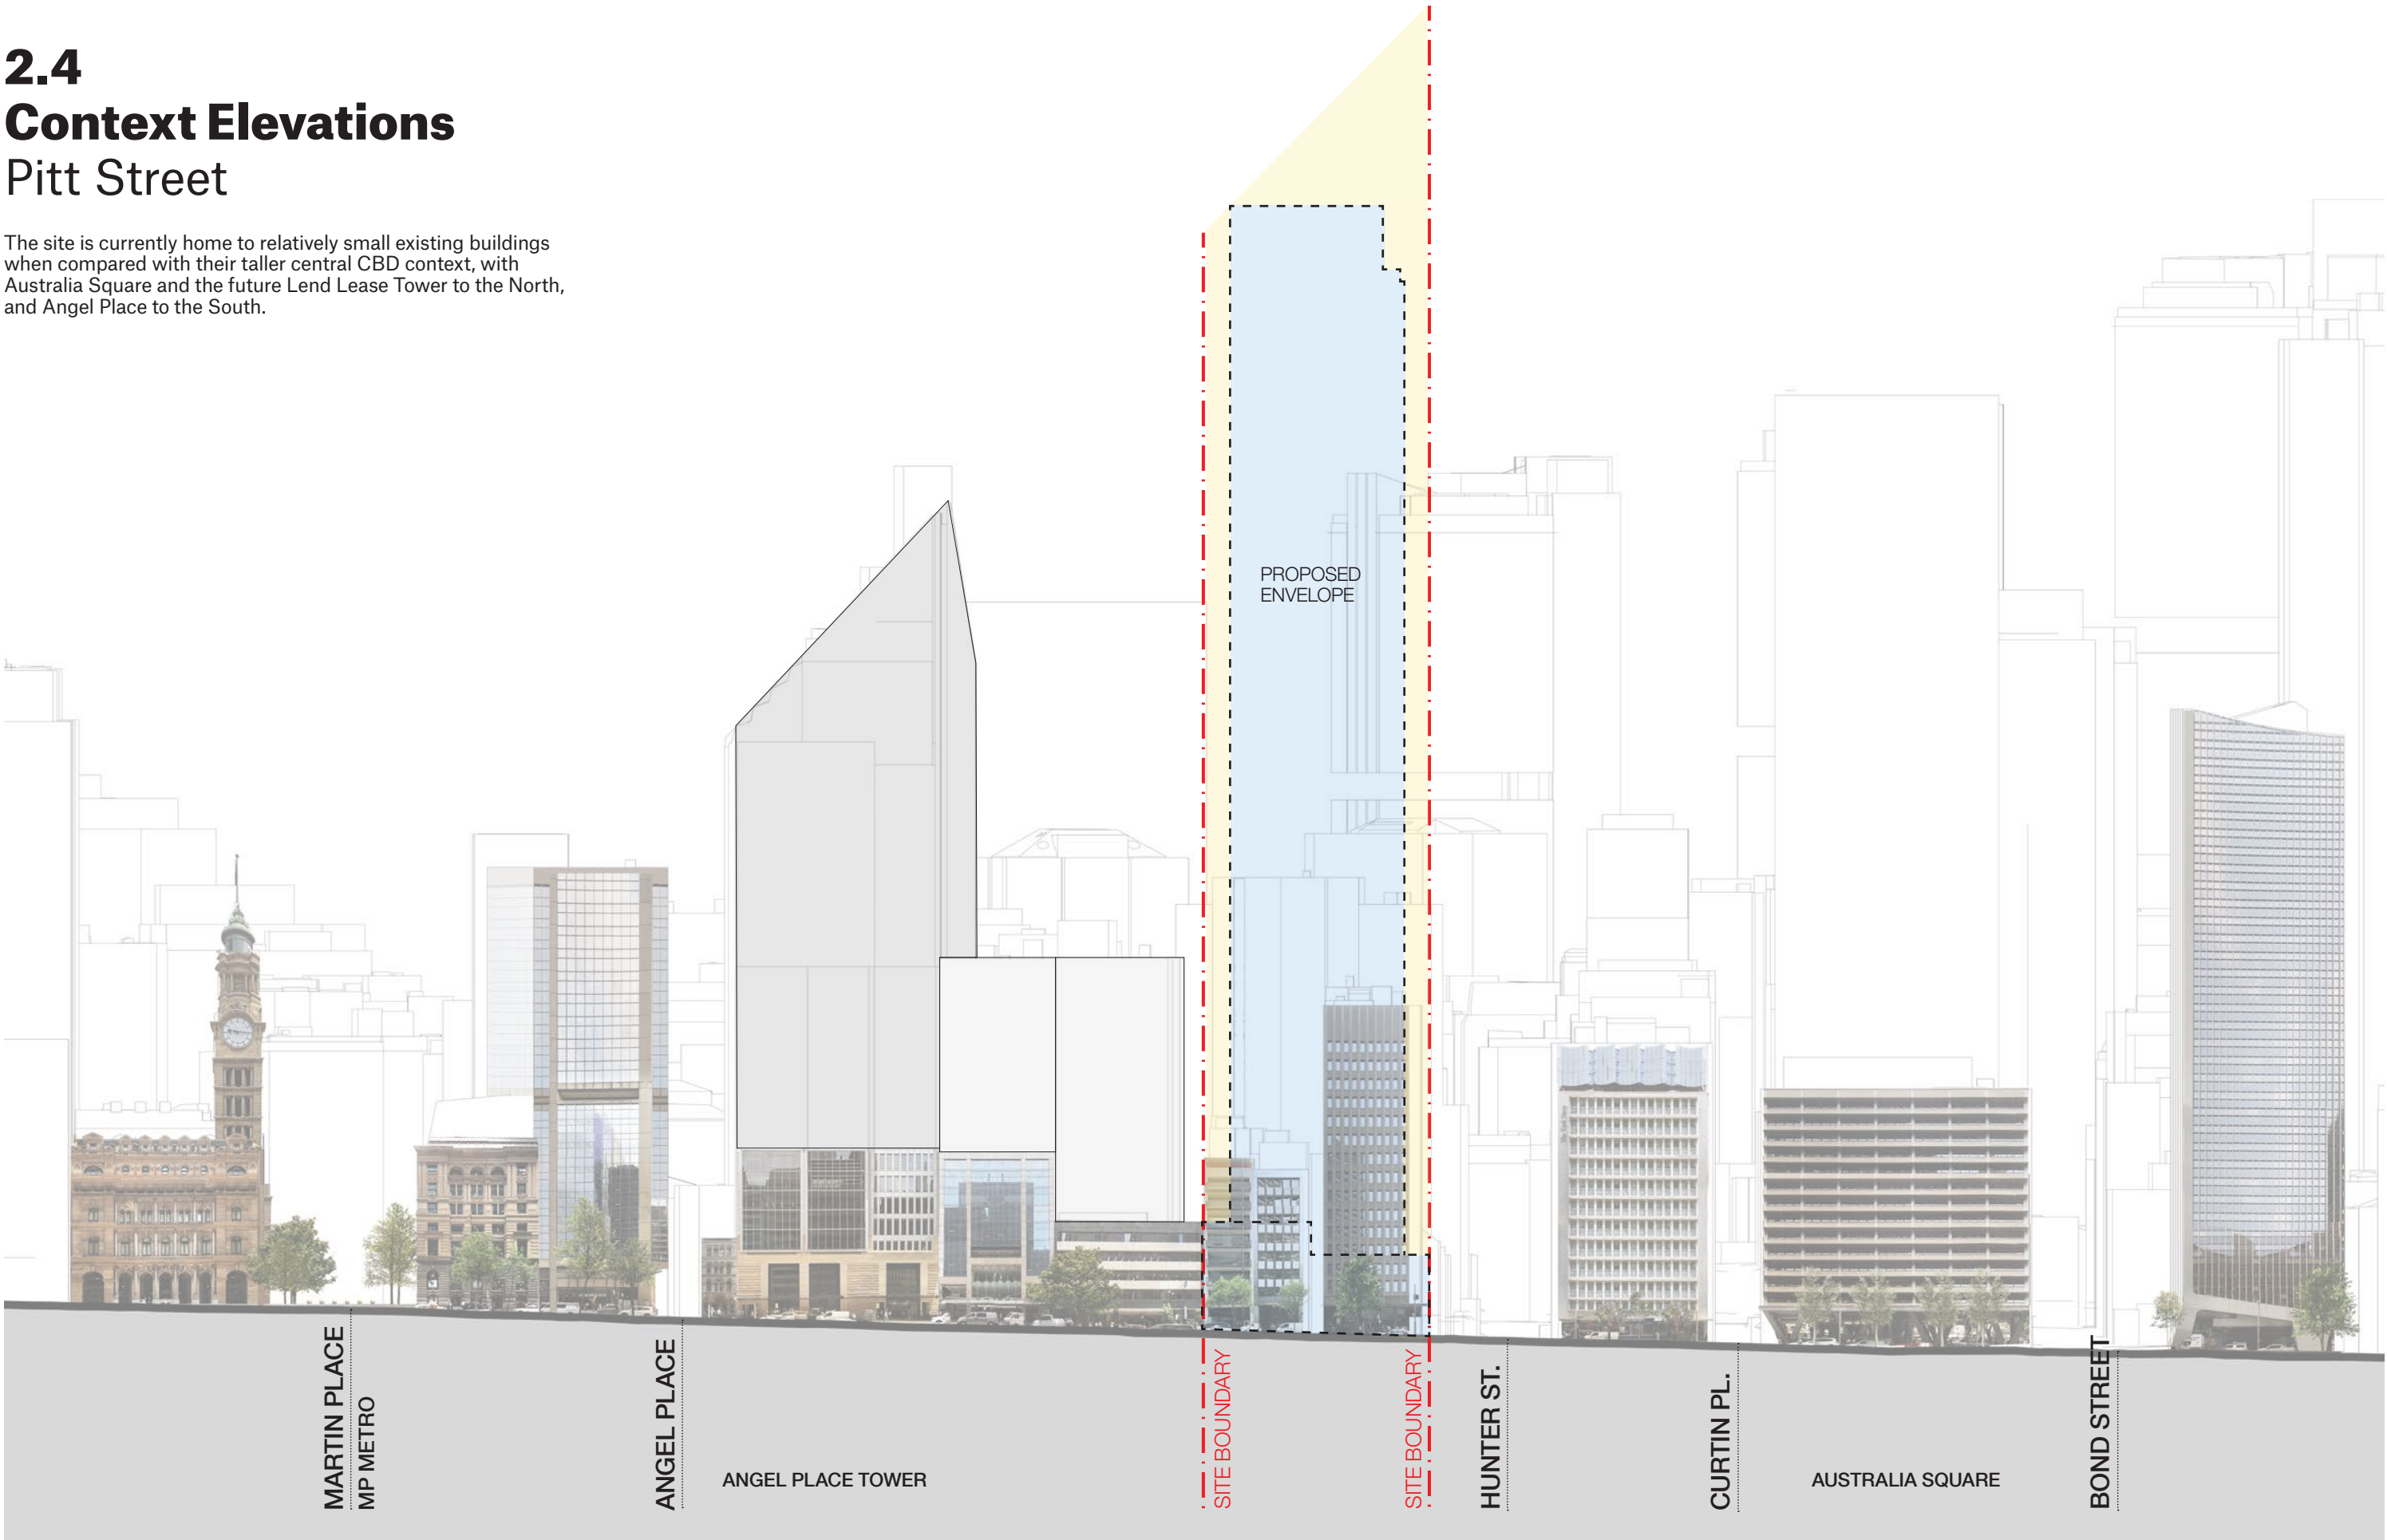 2.4
Context Elevations
Pitt Street
The site is currently home to relatively small existing buildings
when compared with their taller central CBD context, with
Australia Square and the future Lend Lease Tower to the North,
and Angel Place to the South.
PROPOSED
ENVELOPE
MARTIN PLACE
MP METRO
ANGEL PLACE
ANGEL PLACE TOWER
SITE BOUNDARY
SITE BOUNDARY
HUNTER ST.
CURTIN PL.
AUSTRALIA SQUARE
BOND STREET